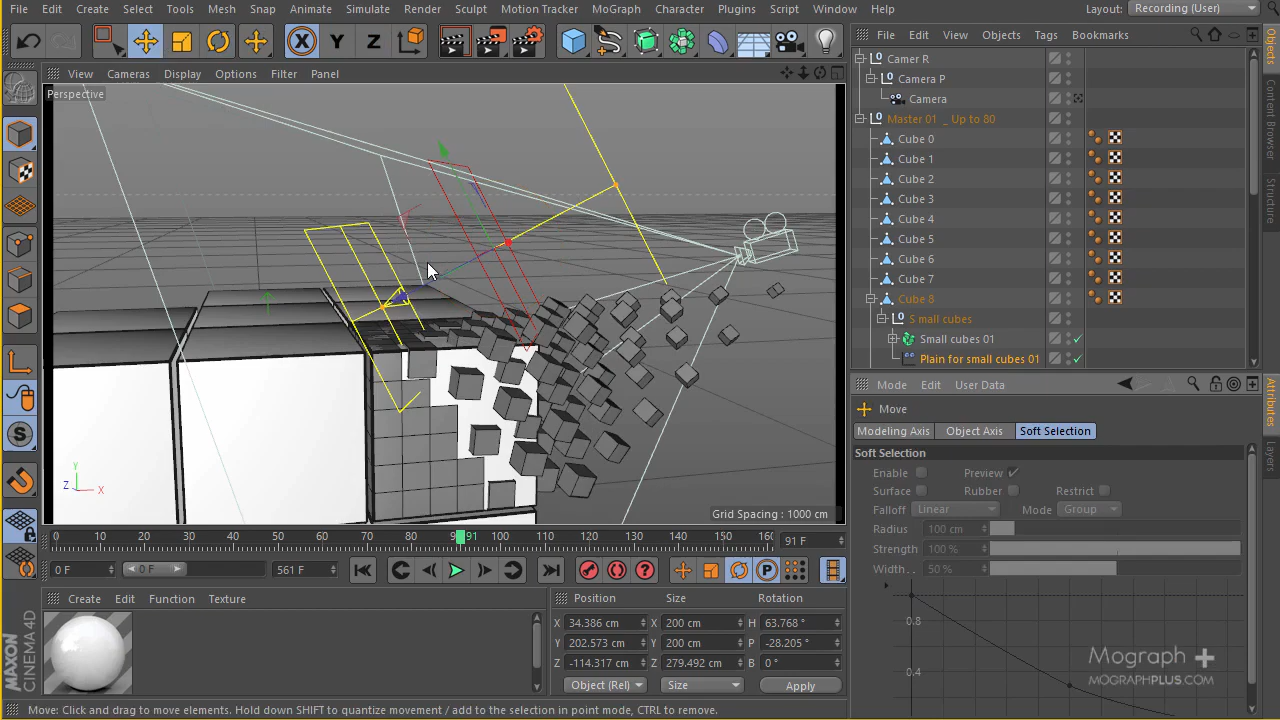 File Edit Create Select Tools Mesh Snap Animate Simulate Render Sculpt Motion Tracker MoGraph Character Plugins Script Window Help Layout: Recording (User)
X Y Z
View Cameras Display Options Filter Panel
Perspective
Grid Spacing : 1000 cm
Z Y X
S
0 10 20 30 40 50 60 70 80 91 100 110 120 130 140 150 160
91 F
0 F 0 F 561 F
P
Create Edit Function Texture
MAXON
CINEMA 4D
Position Size Rotation
X 34.386 cm X 200 cm H 63.768 °
Y 202.573 cm Y 200 cm P -28.205 °
Z -114.317 cm Z 279.492 cm B 0 °
Object (Rel) Size Apply
Move: Click and drag to move elements. Hold down SHIFT to quantize movement / add to the selection in point mode, CTRL to remove.
File Edit View Objects Tags Bookmarks
Camer R
Camera P
Camera
Master 01 _ Up to 80
Cube 0
Cube 1
Cube 2
Cube 3
Cube 4
Cube 5
Cube 6
Cube 7
Cube 8
S mall cubes
Small cubes 01
Plain for small cubes 01
Objects
Content Browser
Structure
Mode Edit User Data
Move
Modeling Axis Object Axis Soft Selection
Soft Selection
Enable Preview
Surface Rubber Restrict
Falloff Linear Mode Group
Radius 100 cm
Strength 100 %
Width . . 50 %
0.8
0.4
Attributes
Layers
Mograph +
MOGRAPHPLUS.COM